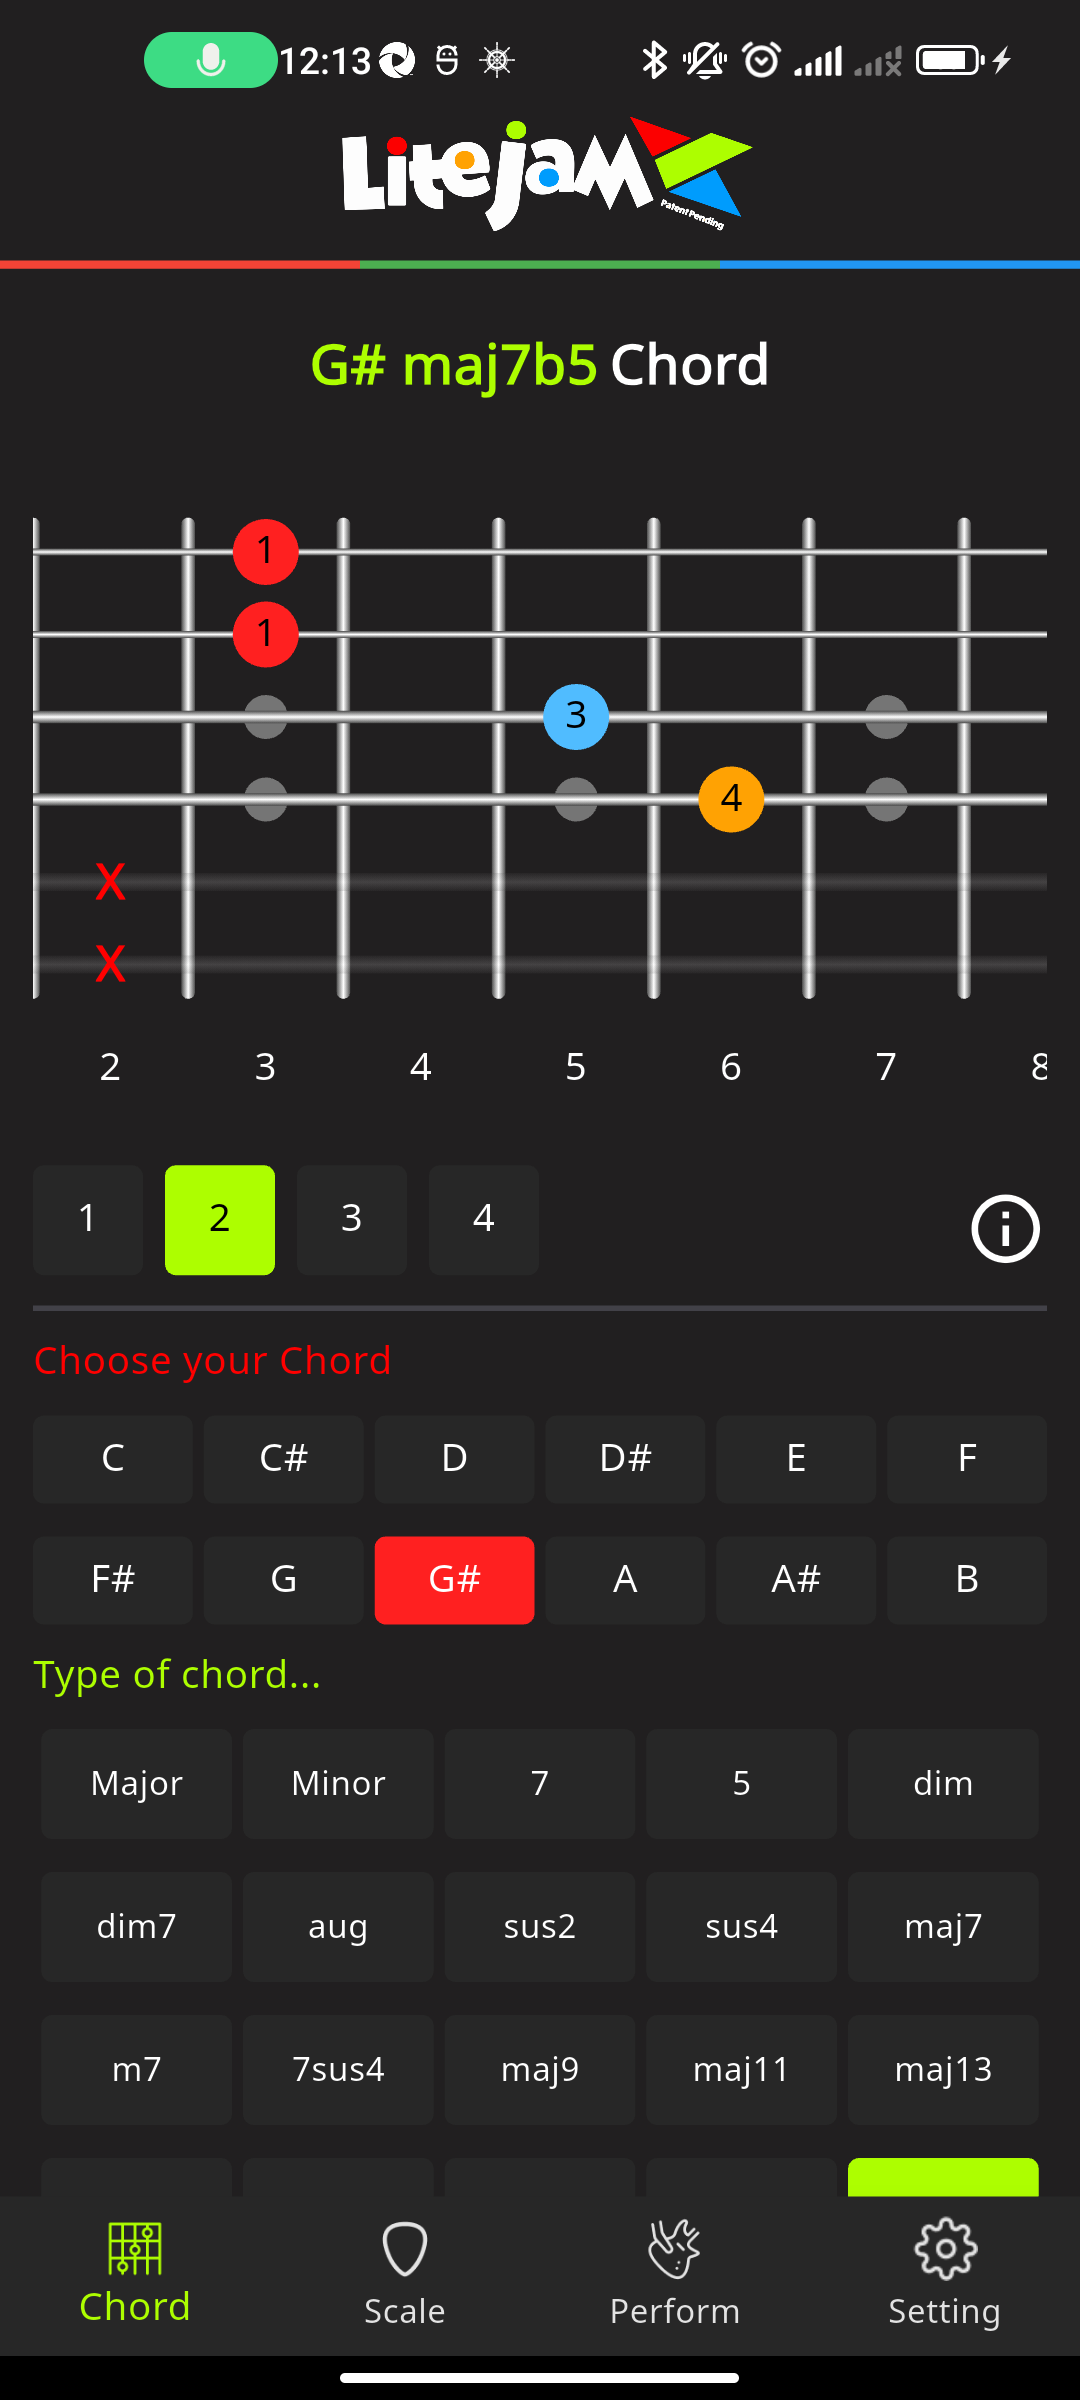 12:13
Litejam
Patent Pending
G# maj7b5 Chord
1
1
3
4
X
X
2 3 4 5 6 7 8
1 2 3 4
Choose your Chord
C C# D D# E F
F# G G# A A# B
Type of chord...
Major Minor 7 5 dim
dim7 aug sus2 sus4 maj7
m7 7sus4 maj9 maj11 maj13
Chord Scale Perform Setting